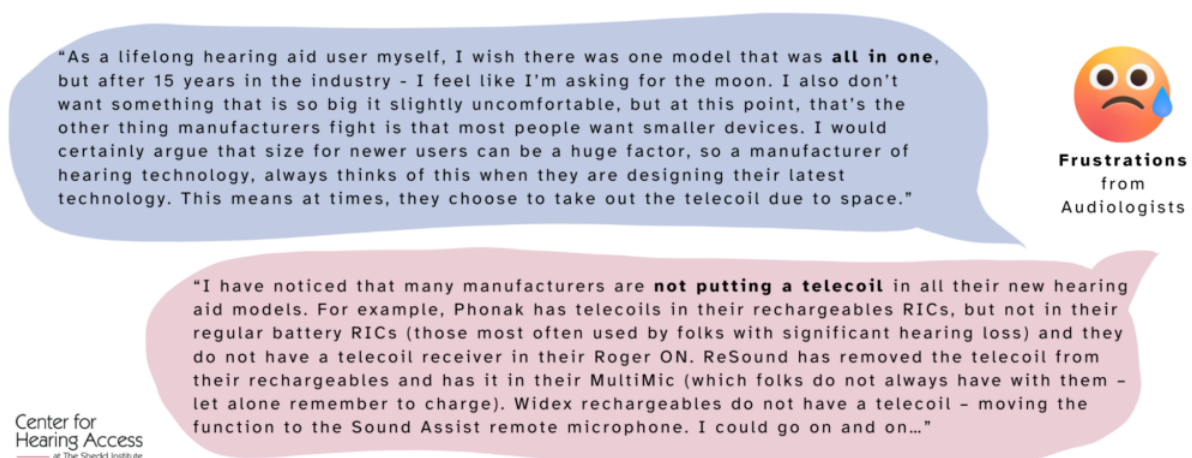 “As a lifelong hearing aid user myself, I wish there was one model that was all in one,
but after 15 years in the industry - I feel like I’m asking for the moon. I also don’t
want something that is so big it slightly uncomfortable, but at this point, that’s the
other thing manufacturers fight is that most people want smaller devices. I would
certainly argue that size for newer users can be a huge factor, so a manufacturer of
hearing technology, always thinks of this when they are designing their latest
technology. This means at times, they choose to take out the telecoil due to space.”
Frustrations
from
Audiologists
“I have noticed that many manufacturers are not putting a telecoil in all their new hearing
aid models. For example, Phonak has telecoils in their rechargeables RICs, but not in their
regular battery RICs (those most often used by folks with significant hearing loss) and they
do not have a telecoil receiver in their Roger ON. ReSound has removed the telecoil from
their rechargeables and has it in their MultiMic (which folks do not always have with them –
let alone remember to charge). Widex rechargeables do not have a telecoil – moving the
function to the Sound Assist remote microphone. I could go on and on…”
Center for
Hearing Access
at The Shedd Institute